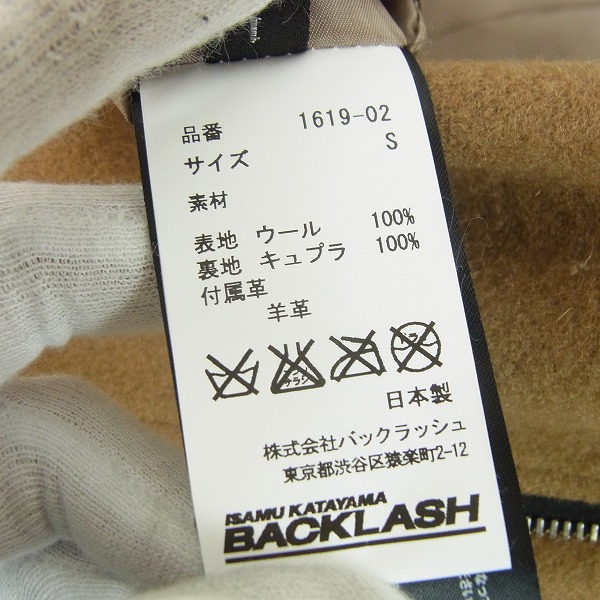 品番 1619-02
サイズ S
素材
表地 ウール 100%
裏地 キュプラ 100%
付属革
羊革
日本製
株式会社バックラッシュ
東京都渋谷区猿楽町2-12
ISAMU KATAYAMA
BACKLASH